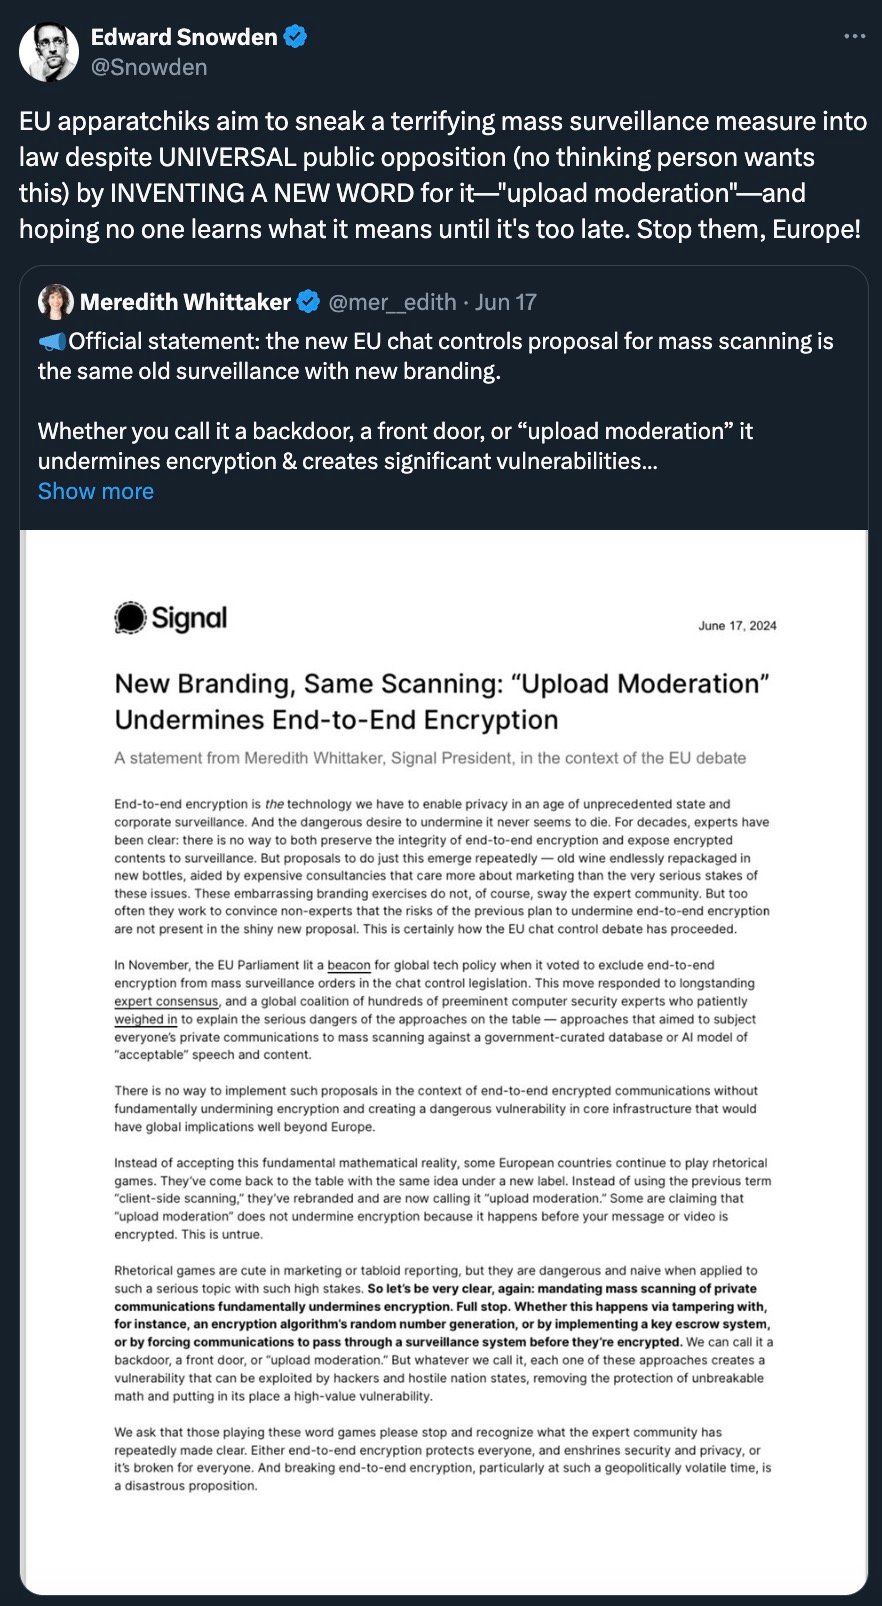 Edward Snowden
@Snowden
EU apparatchiks aim to sneak a terrifying mass surveillance measure into
law despite UNIVERSAL public opposition (no thinking person wants
this) by INVENTING A NEW WORD for it—"upload moderation"—and
hoping no one learns what it means until it's too late. Stop them, Europe!
Meredith Whittaker @mer__edith · Jun 17
📣Official statement: the new EU chat controls proposal for mass scanning is
the same old surveillance with new branding.
Whether you call it a backdoor, a front door, or “upload moderation” it
undermines encryption & creates significant vulnerabilities...
Show more
Signal
June 17, 2024
New Branding, Same Scanning: “Upload Moderation”
Undermines End-to-End Encryption
A statement from Meredith Whittaker, Signal President, in the context of the EU debate
End-to-end encryption is the technology we have to enable privacy in an age of unprecedented state and
corporate surveillance. And the dangerous desire to undermine it never seems to die. For decades, experts have
been clear: there is no way to both preserve the integrity of end-to-end encryption and expose encrypted
contents to surveillance. But proposals to do just this emerge repeatedly — old wine endlessly repackaged in
new bottles, aided by expensive consultancies that care more about marketing than the very serious stakes of
these issues. These embarrassing branding exercises do not, of course, sway the expert community. But too
often they work to convince non-experts that the risks of the previous plan to undermine end-to-end encryption
are not present in the shiny new proposal. This is certainly how the EU chat control debate has proceeded.
In November, the EU Parliament lit a beacon for global tech policy when it voted to exclude end-to-end
encryption from mass surveillance orders in the chat control legislation. This move responded to longstanding
expert consensus, and a global coalition of hundreds of preeminent computer security experts who patiently
weighed in to explain the serious dangers of the approaches on the table — approaches that aimed to subject
everyone’s private communications to mass scanning against a government-curated database or AI model of
“acceptable” speech and content.
There is no way to implement such proposals in the context of end-to-end encrypted communications without
fundamentally undermining encryption and creating a dangerous vulnerability in core infrastructure that would
have global implications well beyond Europe.
Instead of accepting this fundamental mathematical reality, some European countries continue to play rhetorical
games. They’ve come back to the table with the same idea under a new label. Instead of using the previous term
“client-side scanning,” they’ve rebranded and are now calling it “upload moderation.” Some are claiming that
“upload moderation” does not undermine encryption because it happens before your message or video is
encrypted. This is untrue.
Rhetorical games are cute in marketing or tabloid reporting, but they are dangerous and naive when applied to
such a serious topic with such high stakes. So let’s be very clear, again: mandating mass scanning of private
communications fundamentally undermines encryption. Full stop. Whether this happens via tampering with,
for instance, an encryption algorithm’s random number generation, or by implementing a key escrow system,
or by forcing communications to pass through a surveillance system before they’re encrypted. We can call it a
backdoor, a front door, or “upload moderation.” But whatever we call it, each one of these approaches creates a
vulnerability that can be exploited by hackers and hostile nation states, removing the protection of unbreakable
math and putting in its place a high-value vulnerability.
We ask that those playing these word games please stop and recognize what the expert community has
repeatedly made clear. Either end-to-end encryption protects everyone, and enshrines security and privacy, or
it’s broken for everyone. And breaking end-to-end encryption, particularly at such a geopolitically volatile time, is
a disastrous proposition.